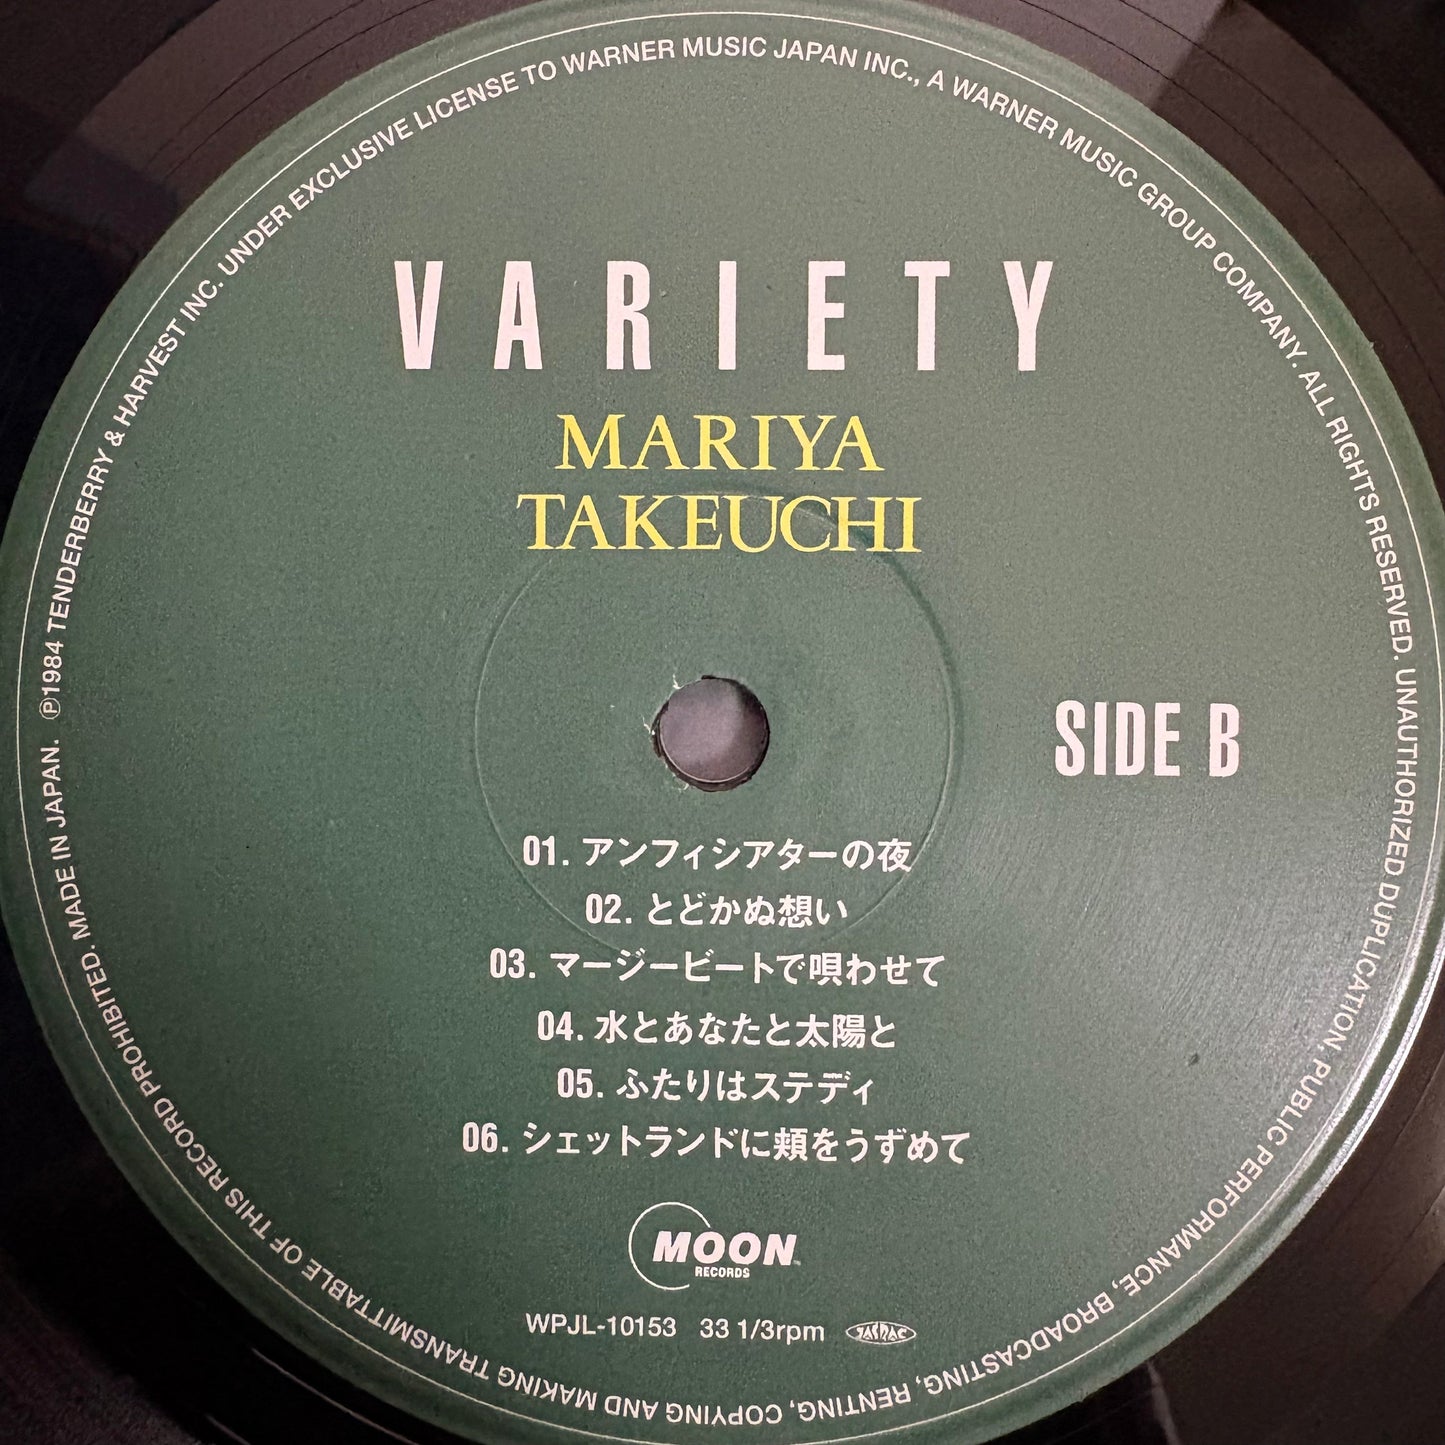 VARIETY
MARIYA
TAKEUCHI
SIDE B
01. アンフィシアターの夜
02. とどかぬ想い
03. マージービートで唄わせて
04. 水とあなたと太陽と
05. ふたりはステディ
06. シェットランドに頬をうずめて
MOON
RECORDS
WPJL-10153 33 1/3rpm JASRAC
℗1984 TENDERBERRY & HARVEST INC. UNDER EXCLUSIVE LICENSE TO WARNER MUSIC JAPAN INC., A WARNER MUSIC GROUP COMPANY. ALL RIGHTS RESERVED. UNAUTHORIZED DUPLICATION, PUBLIC PERFORMANCE, BROADCASTING, RENTING, COPYING AND MAKING TRANSMITTABLE OF THIS RECORD PROHIBITED. MADE IN JAPAN.